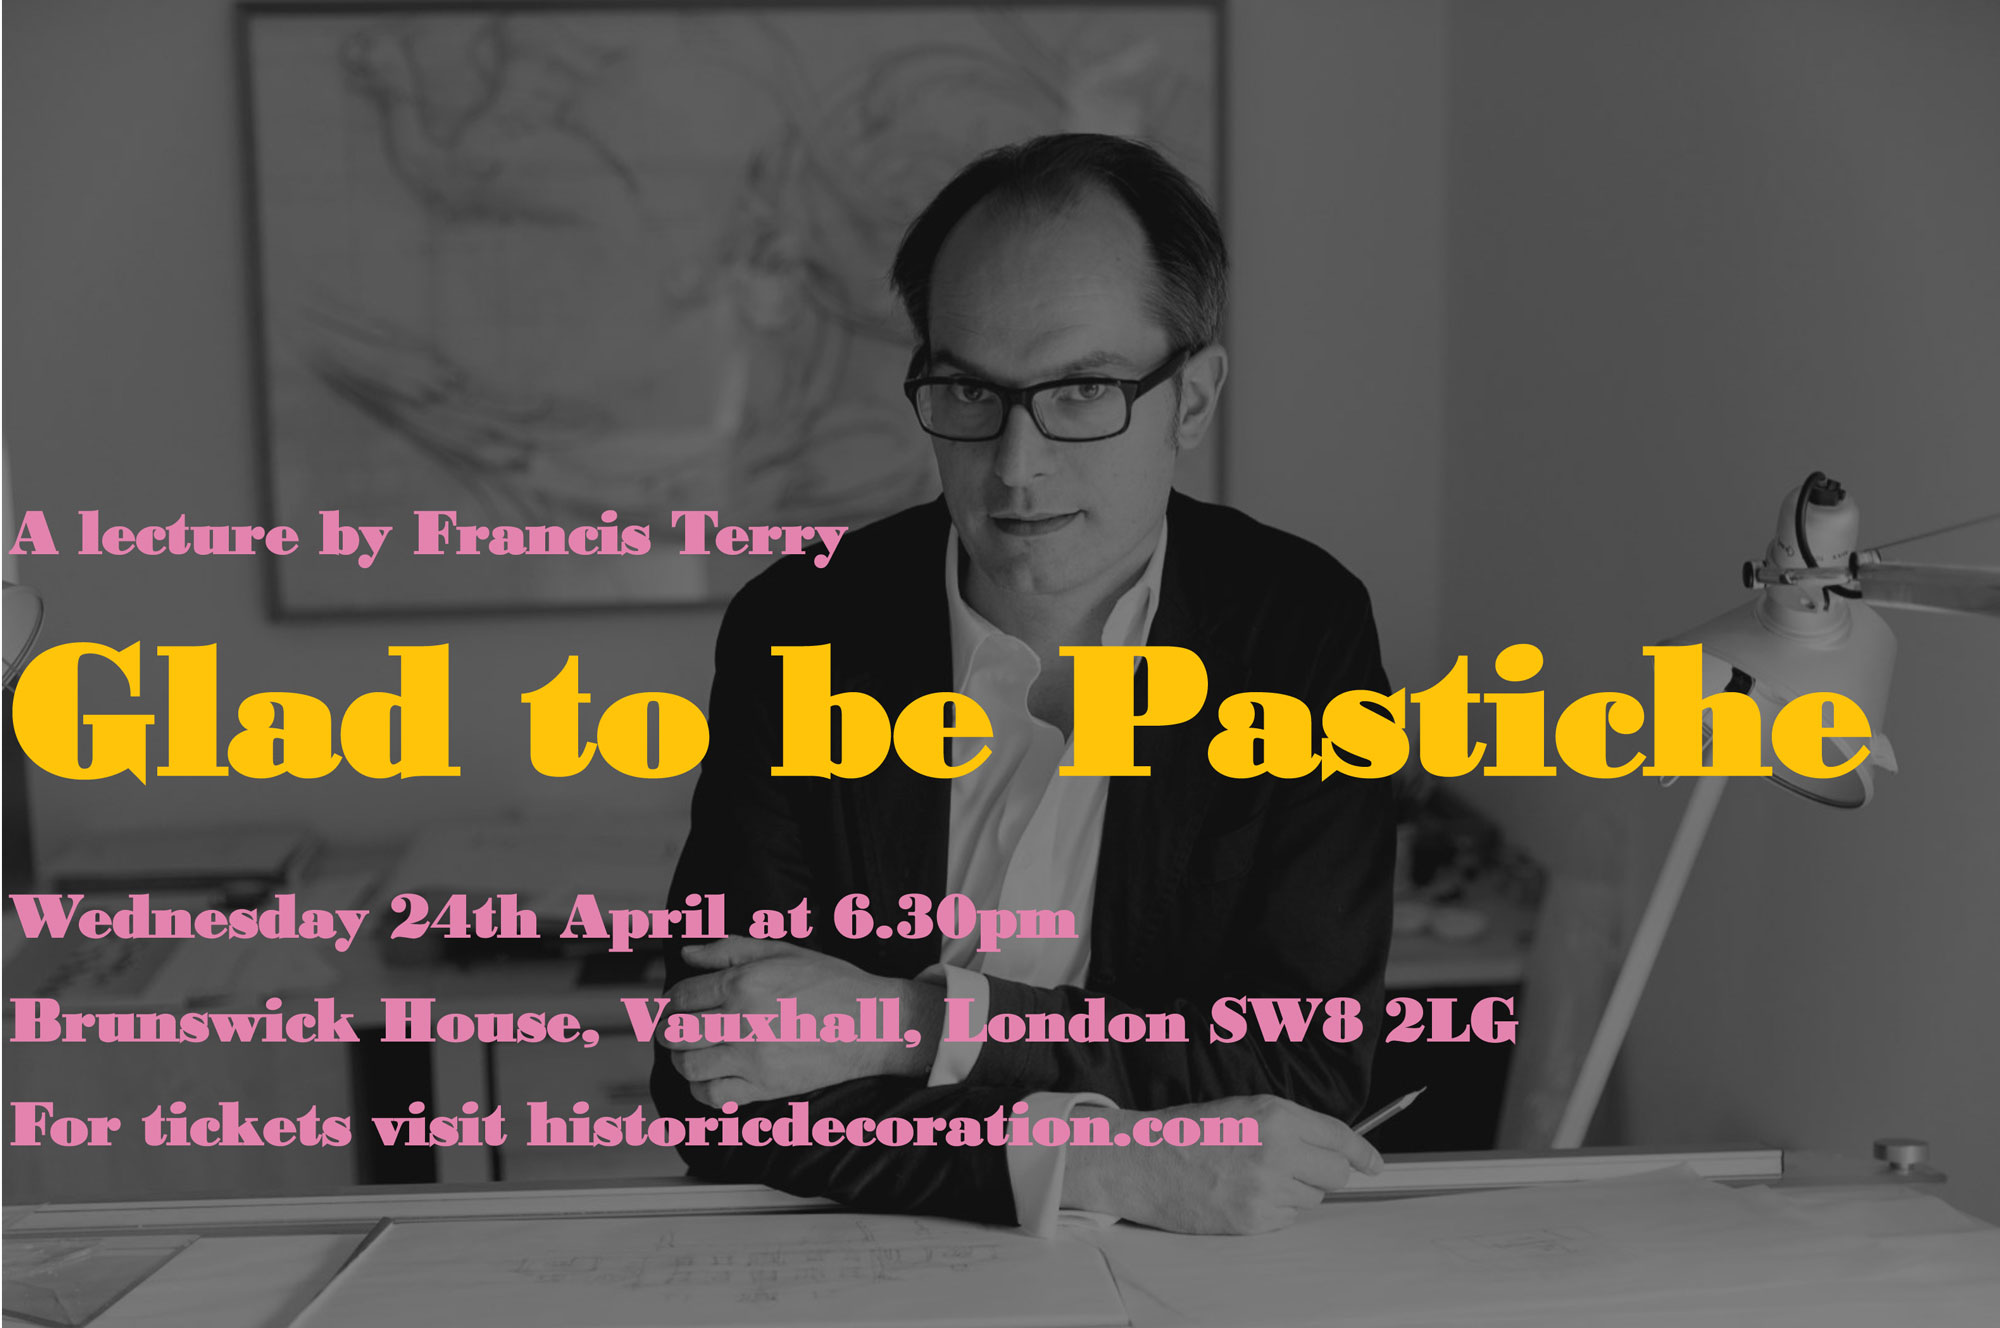 A lecture by Francis Terry
Glad to be Pastiche
Wednesday 24th April at 6.30pm
Brunswick House, Vauxhall, London SW8 2LG
For tickets visit historicdecoration.com